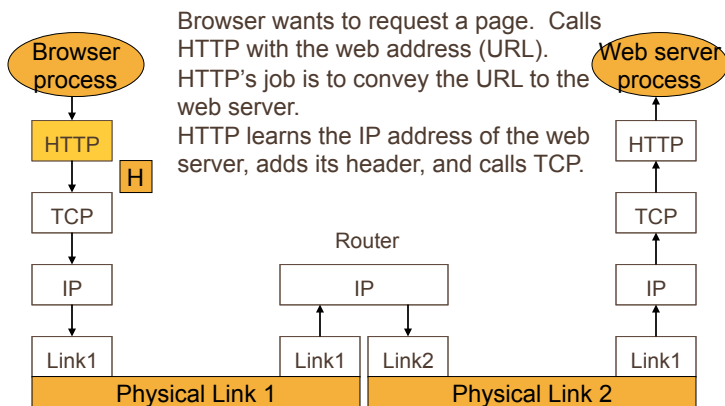 Browser wants to request a page.  Calls
HTTP with the web address (URL).
HTTP's job is to convey the URL to the
web server.
HTTP learns the IP address of the web
server, adds its header, and calls TCP.
Browser
process
HTTP
H
TCP
IP
Link1
Router
IP
Link1
Link2
Web server
process
HTTP
TCP
IP
Link1
Physical Link 1
Physical Link 2